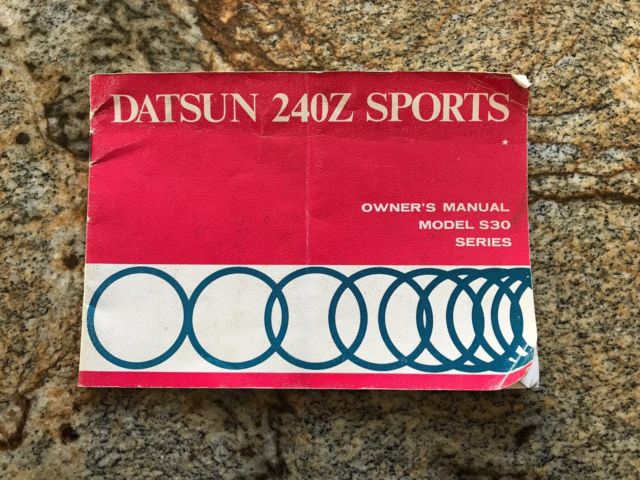 DATSUN 240Z SPORTS
OWNER'S MANUAL
MODEL S30
SERIES